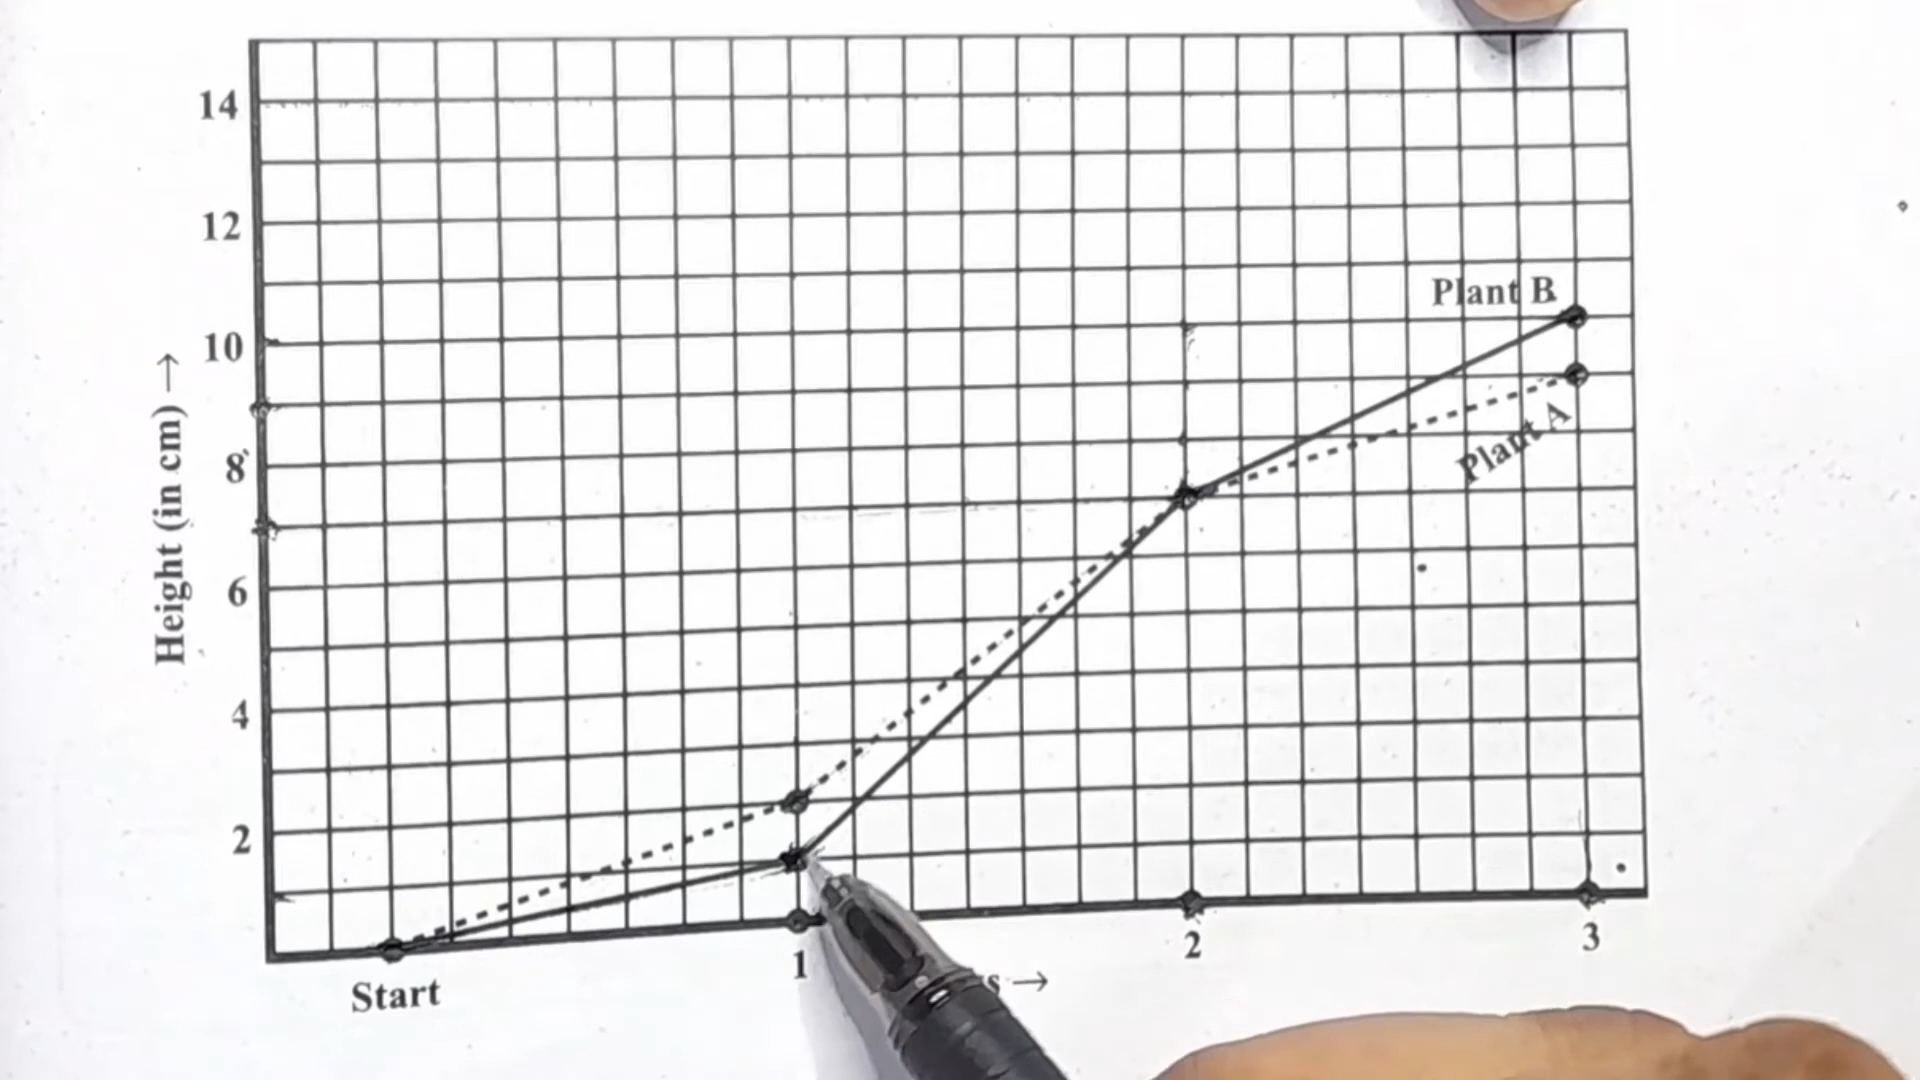 14
12
Plant B
10
Height (in cm) →
Plant A
8
6
4
2
Start
1
2
3
s →